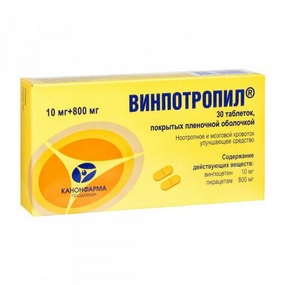 ВИНПОТРОПИЛ®
10 мг+800 мг
30 таблеток,
покрытых пленочной оболочкой
Ноотропное и мозговой кровоток
улучшающее средство
Содержание
действующих веществ:
винпоцетин 10 мг
пирацетам 800 мг
КАНОНФАРМА